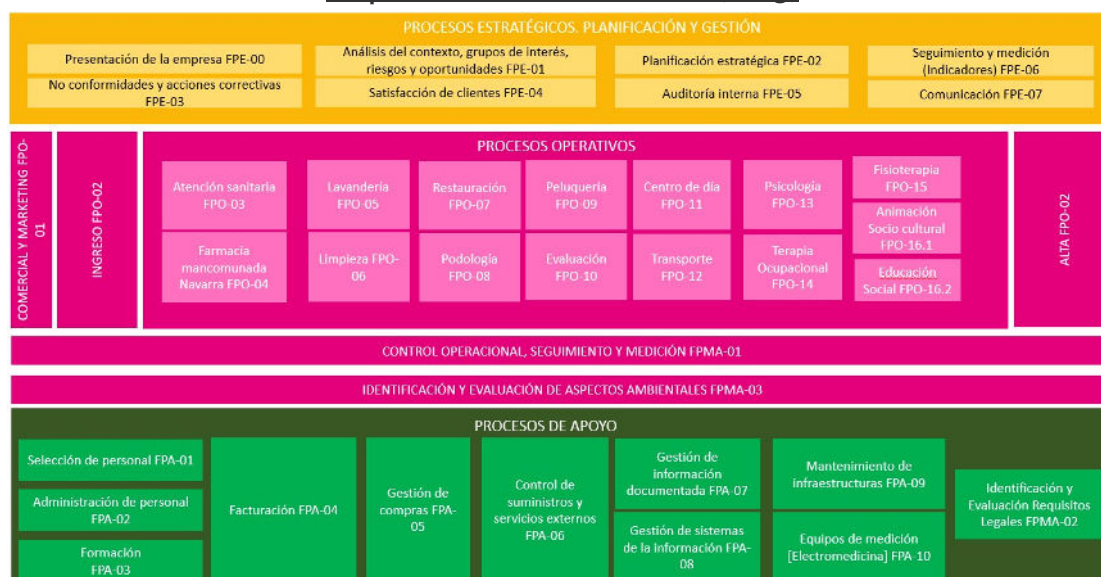 PROCESOS ESTRATÉGICOS. PLANIFICACIÓN Y GESTIÓN
Presentación de la empresa FPE-00
Análisis del contexto, grupos de interés,
riesgos y oportunidades FPE-01
Planificación estratégica FPE-02
Seguimiento y medición
(Indicadores) FPE-06
No conformidades y acciones correctivas
FPE-03
Satisfacción de clientes FPE-04
Auditoría interna FPE-05
Comunicación FPE-07
COMERCIAL Y MARKETING FPO-
01
INGRESO FPO-02
PROCESOS OPERATIVOS
Atención sanitaria
FPO-03
Lavandería
FPO-05
Restauración
FPO-07
Peluquería
FPO-09
Centro de día
FPO-11
Psicología
FPO-13
Fisioterapia
FPO-15
Animación
Socio cultural
FPO-16.1
Farmacia
mancomunada
Navarra FPO-04
Limpieza FPO-
06
Podología
FPO-08
Evaluación
FPO-10
Transporte
FPO-12
Terapia
Ocupacional
FPO-14
Educación
Social FPO-16.2
ALTA FPO-02
CONTROL OPERACIONAL, SEGUIMIENTO Y MEDICIÓN FPMA-01
IDENTIFICACIÓN Y EVALUACIÓN DE ASPECTOS AMBIENTALES FPMA-03
PROCESOS DE APOYO
Selección de personal FPA-01
Administración de personal
FPA-02
Formación
FPA-03
Facturación FPA-04
Gestión de
compras FPA-
05
Control de
suministros y
servicios externos
FPA-06
Gestión de
información
documentada FPA-07
Gestión de sistemas
de la información FPA-
08
Mantenimiento de
infraestructuras FPA-09
Equipos de medición
[Electromedicina] FPA-10
Identificación y
Evaluación Requisitos
Legales FPMA-02